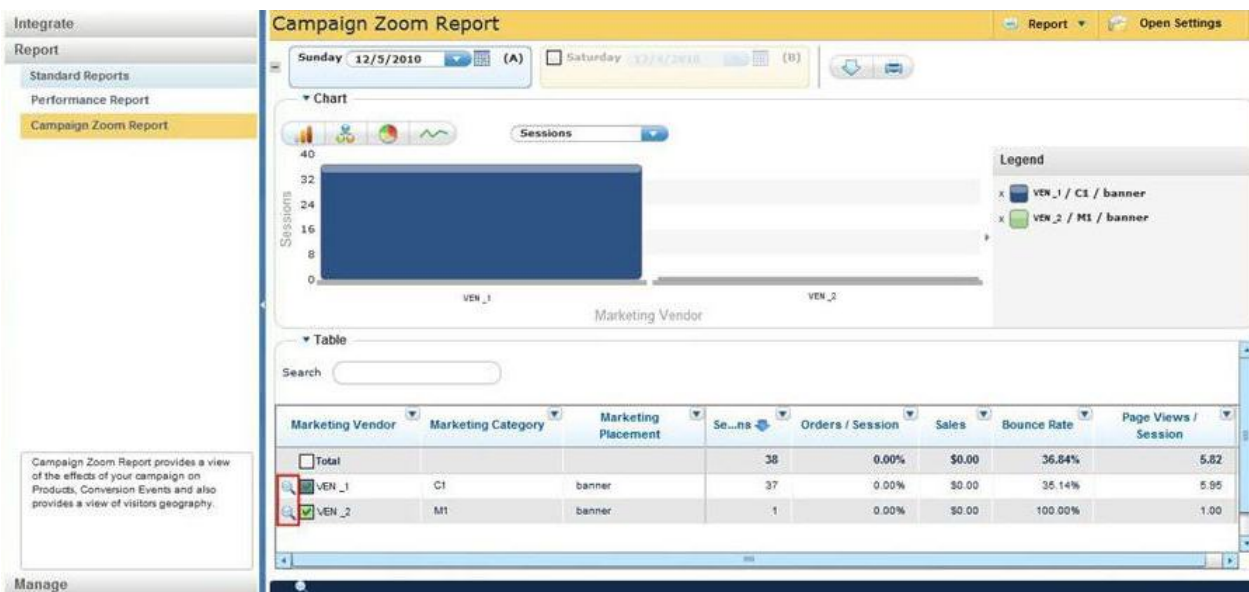 Integrate
Report
Standard Reports
Performance Report
Campaign Zoom Report
Campaign Zoom Report provides a view
of the effects of your campaign on
Products, Conversion Events and also
provides a view of visitors geography.
Manage
Campaign Zoom Report
Report
Open Settings
Sunday 12/5/2010 (A)
Saturday (B)
Chart
Sessions
40
32
24
16
8
0
Sessions
VEN_1
VEN_2
Marketing Vendor
Legend
x VEN_1 / C1 / banner
x VEN_2 / M1 / banner
Table
Search
Marketing Vendor Marketing Category Marketing Placement Se...ns Orders / Session Sales Bounce Rate Page Views / Session
Total 38 0.00% $0.00 36.84% 5.82
VEN_1 C1 banner 37 0.00% $0.00 35.14% 5.95
VEN_2 M1 banner 1 0.00% $0.00 100.00% 1.00